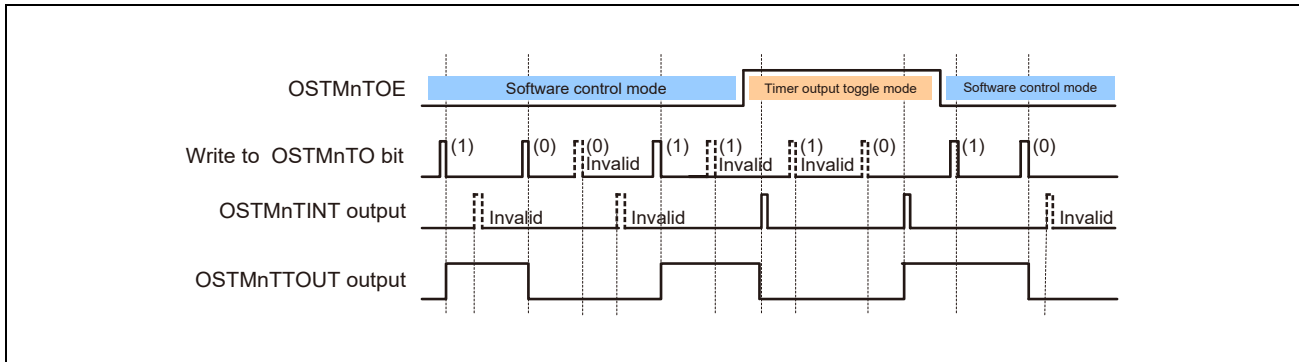 OSTMnTOE
Software control mode
Timer output toggle mode
Software control mode
Write to OSTMnTO bit
(1) (0) (0) (1) (1) (1) (0) (1) (0)
Invalid Invalid Invalid
OSTMnTINT output
Invalid Invalid Invalid
OSTMnTTOUT output